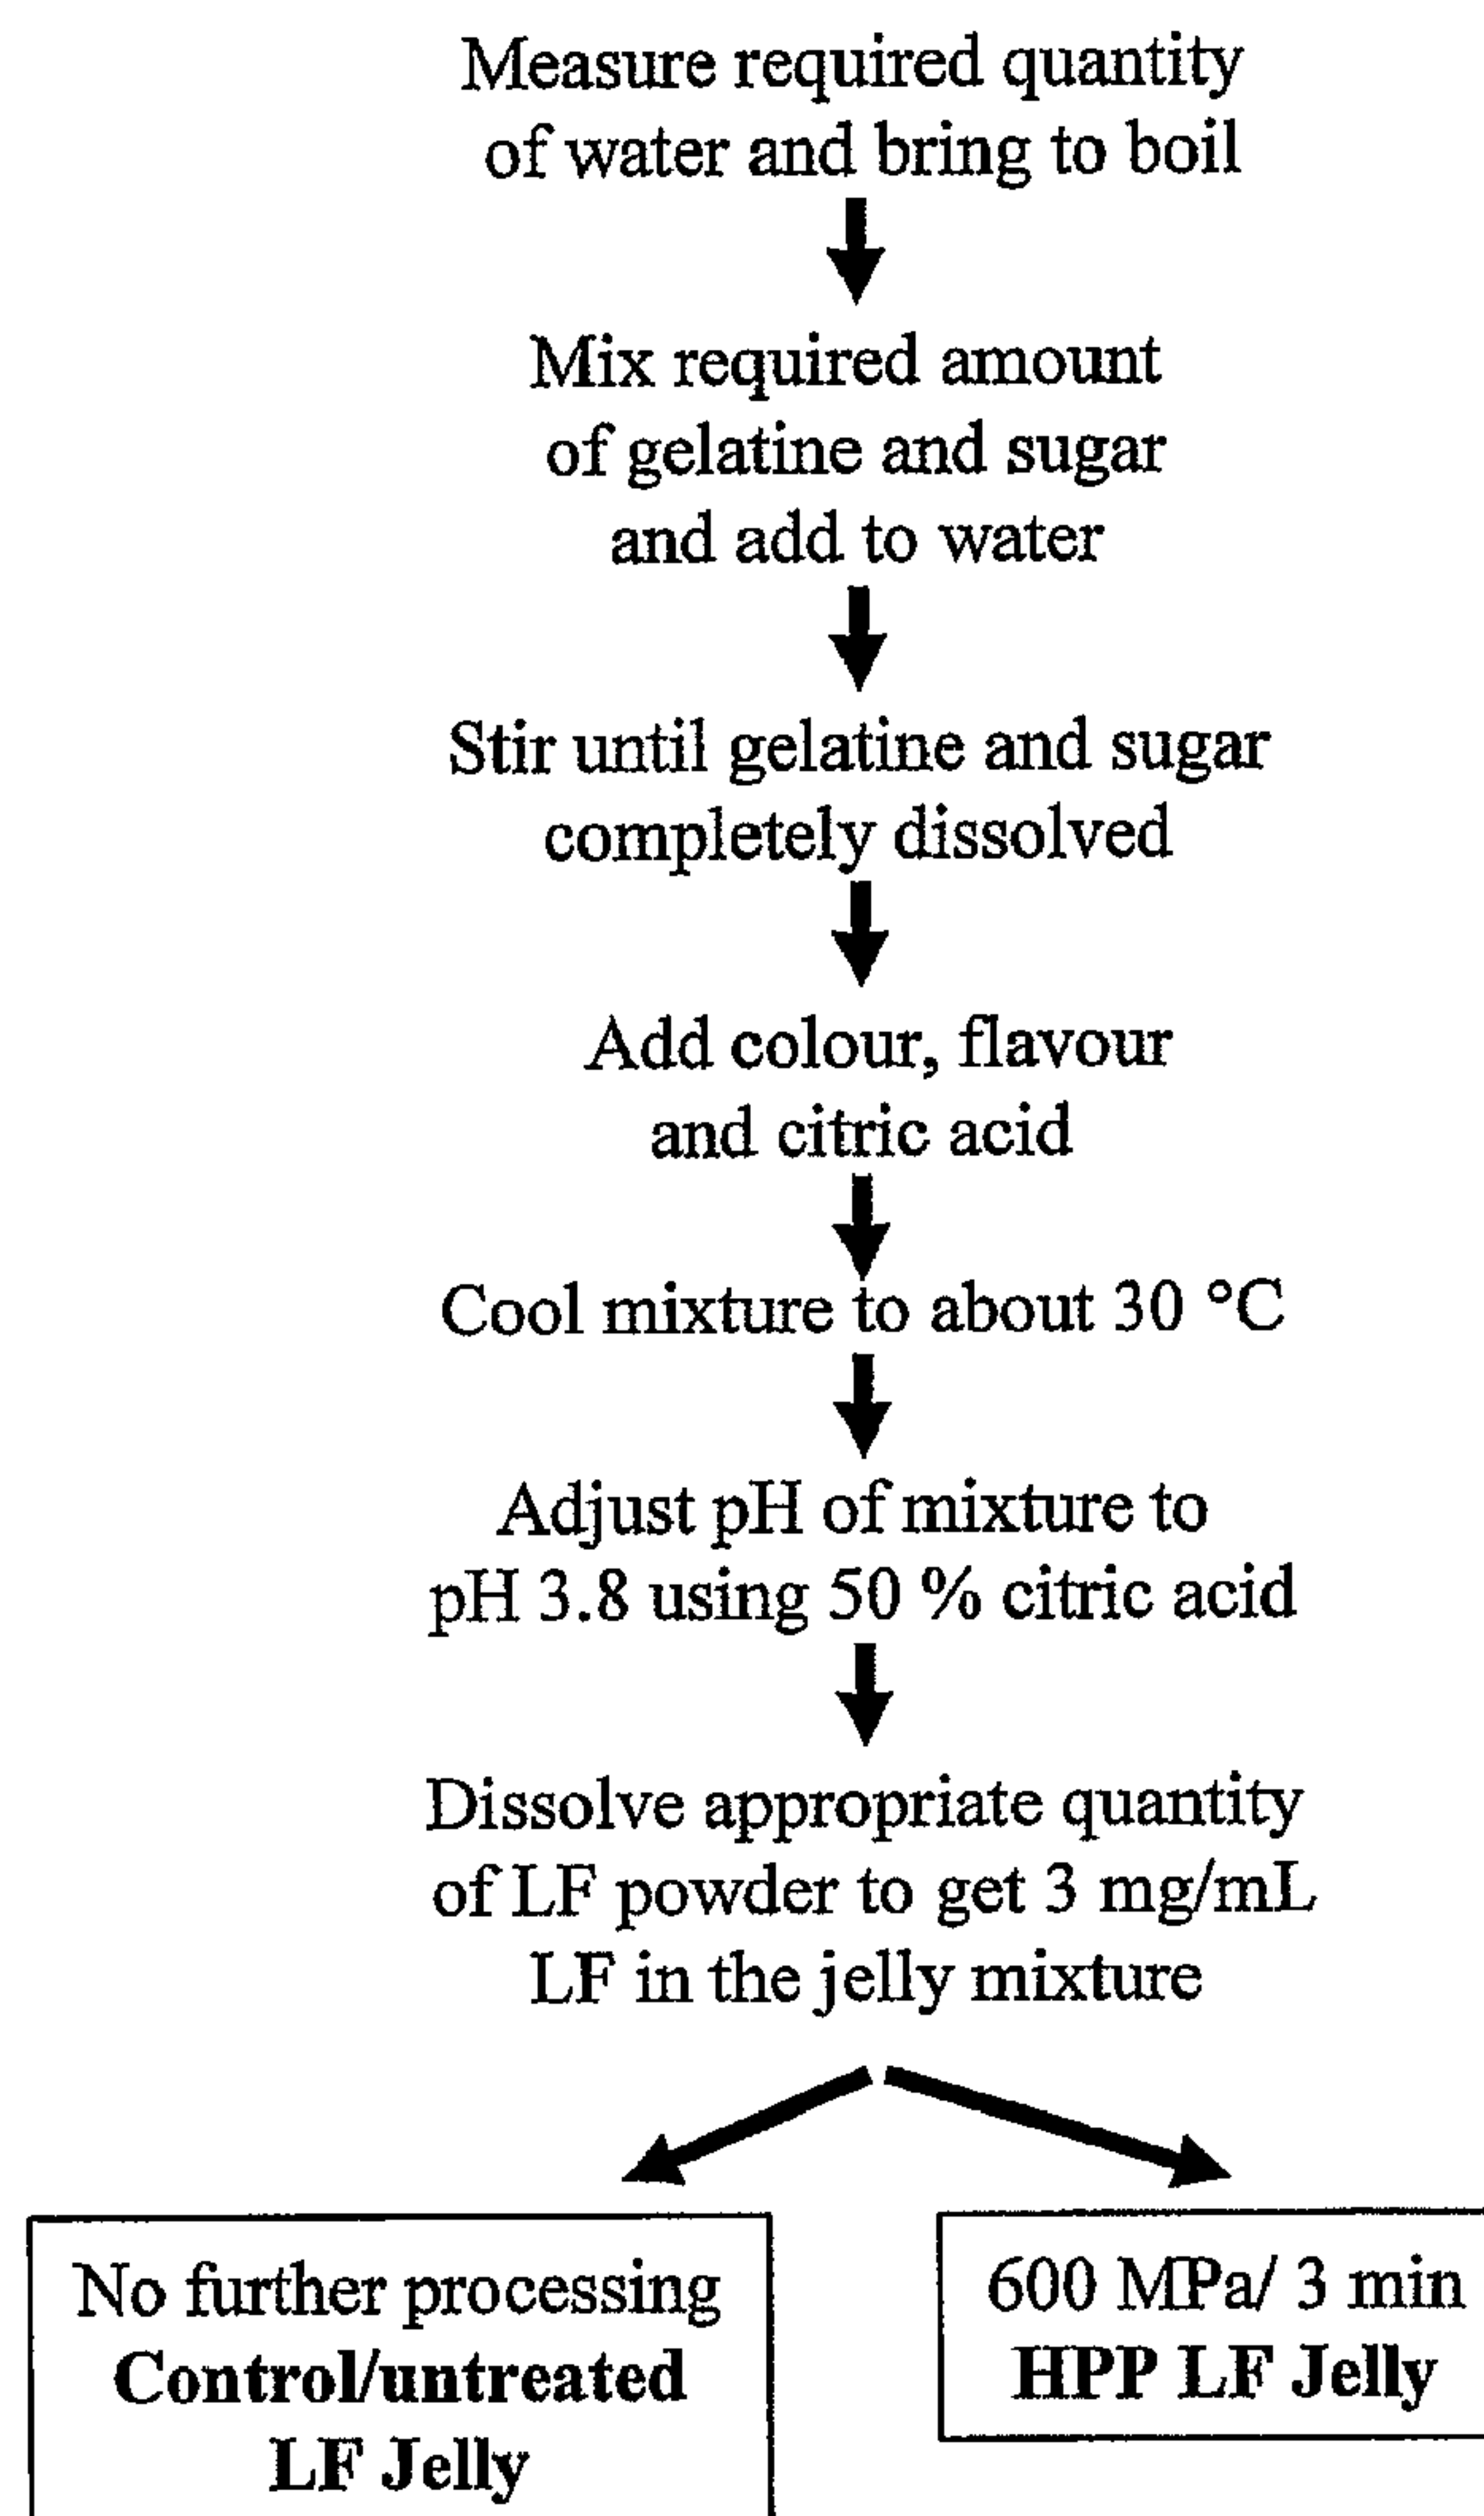 Measure required quantity
of water and bring to boil
Mix required amount
of gelatine and sugar
and add to water
Stir until gelatine and sugar
completely dissolved
Add colour, flavour
and citric acid
Cool mixture to about 30 °C
Adjust pH of mixture to
pH 3.8 using 50 % citric acid
Dissolve appropriate quantity
of LF powder to get 3 mg/mL
LF in the jelly mixture
No further processing
Control/untreated
LF Jelly
600 MPa/ 3 min
HPP LF Jelly